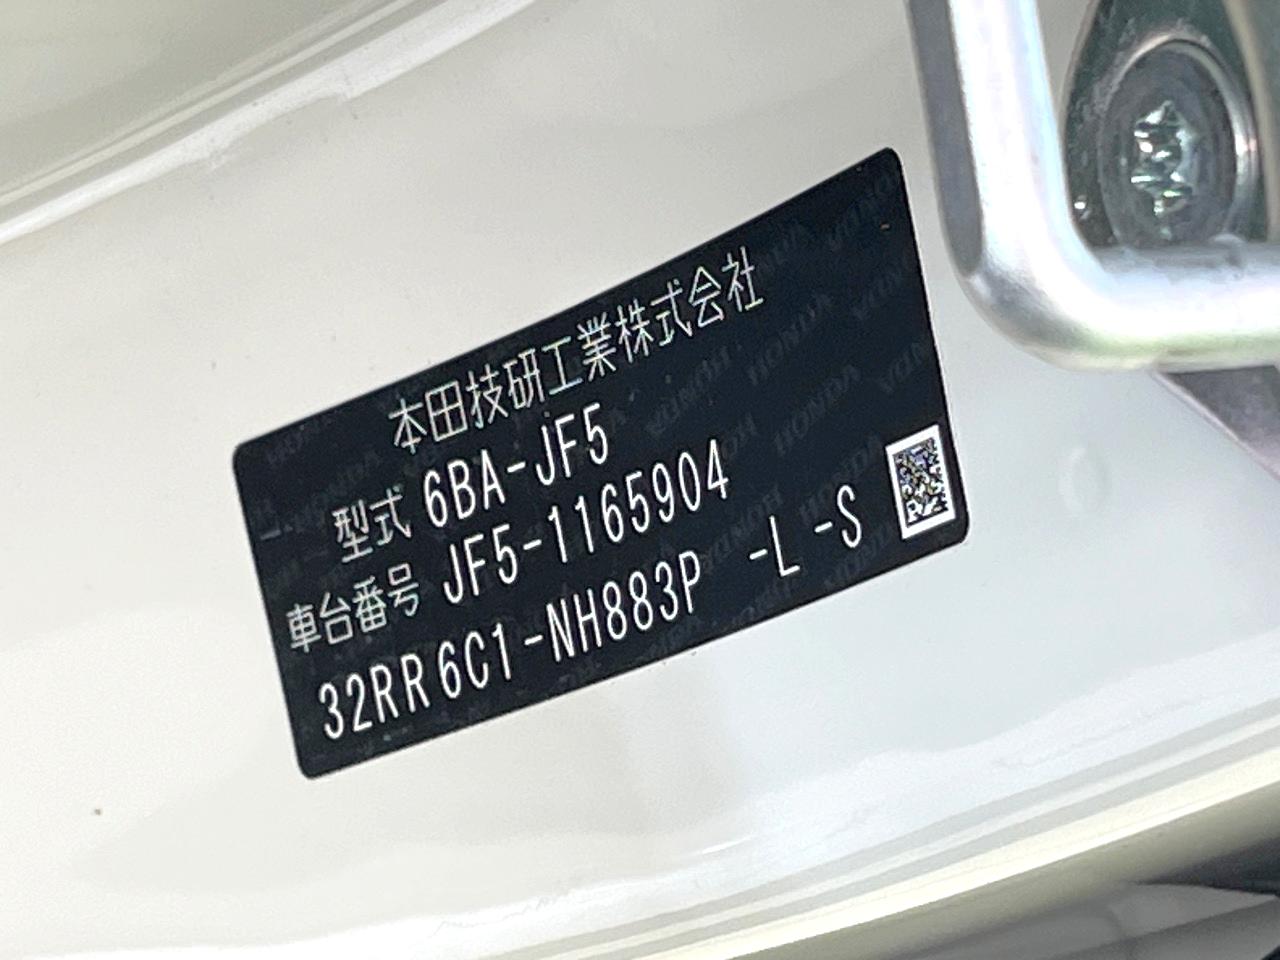 本田技研工業株式会社
型式 6BA-JF5
車台番号 JF5-1165904
32RR6C1-NH883P -L -S